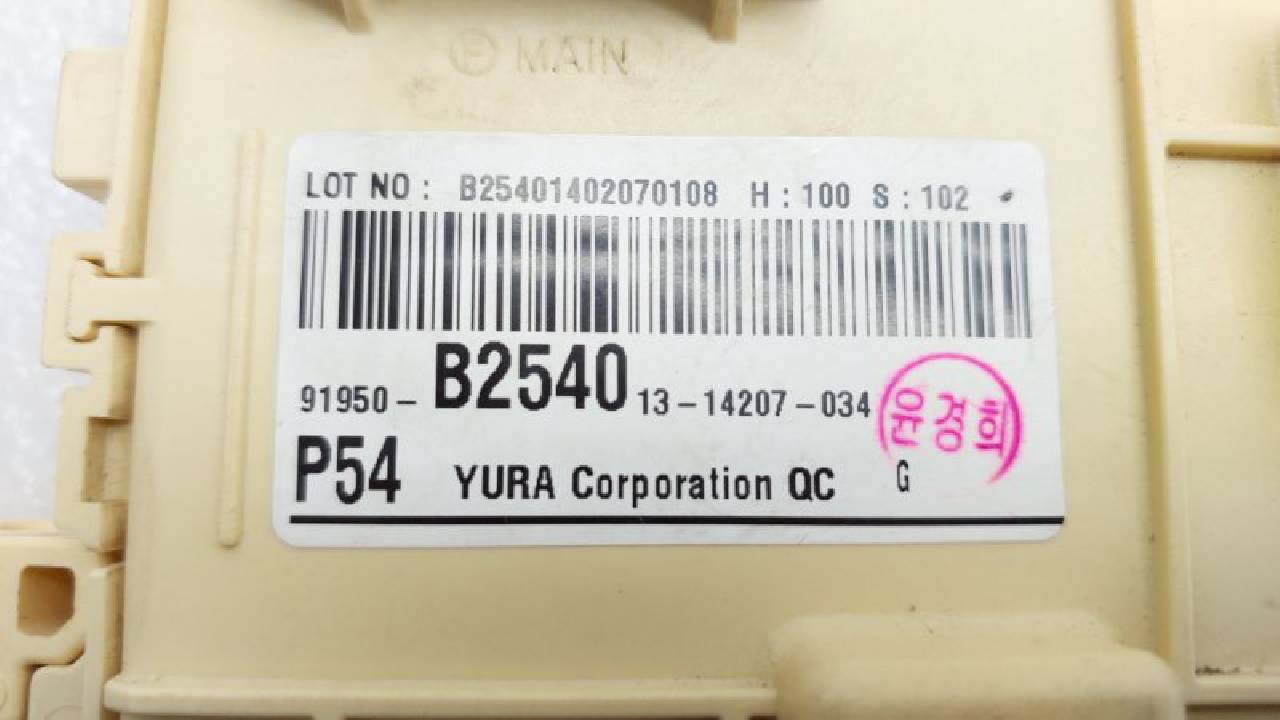 F MAIN
LOT NO : B25401402070108 H : 100 S : 102
91950 - B2540 13 - 14207 - 034
윤경희
P54 YURA Corporation QC G